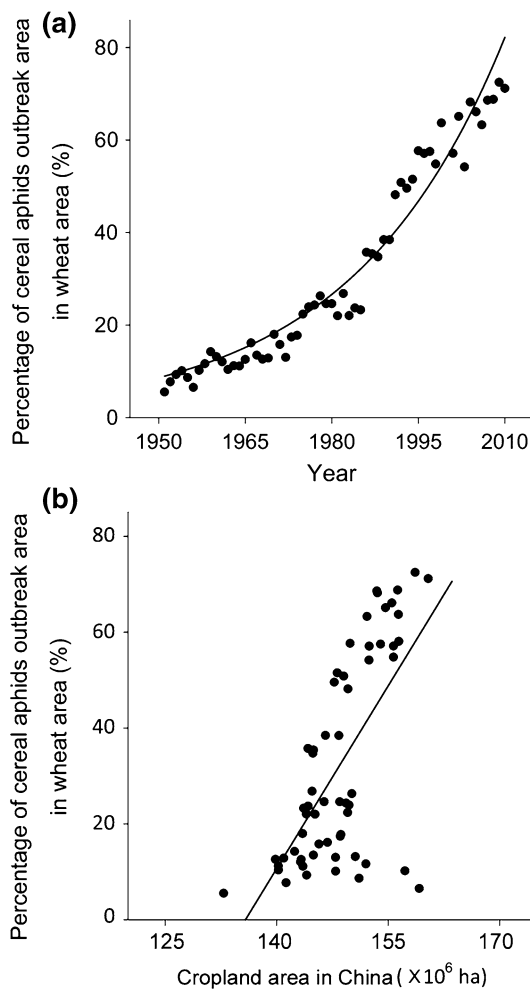 (a)
Percentage of cereal aphids outbreak area
in wheat area (%)
80
60
40
20
0
1950 1965 1980 1995 2010
Year
(b)
Percentage of cereal aphids outbreak area
in wheat area (%)
80
60
40
20
0
125 140 155 170
Cropland area in China (×10⁶ ha)